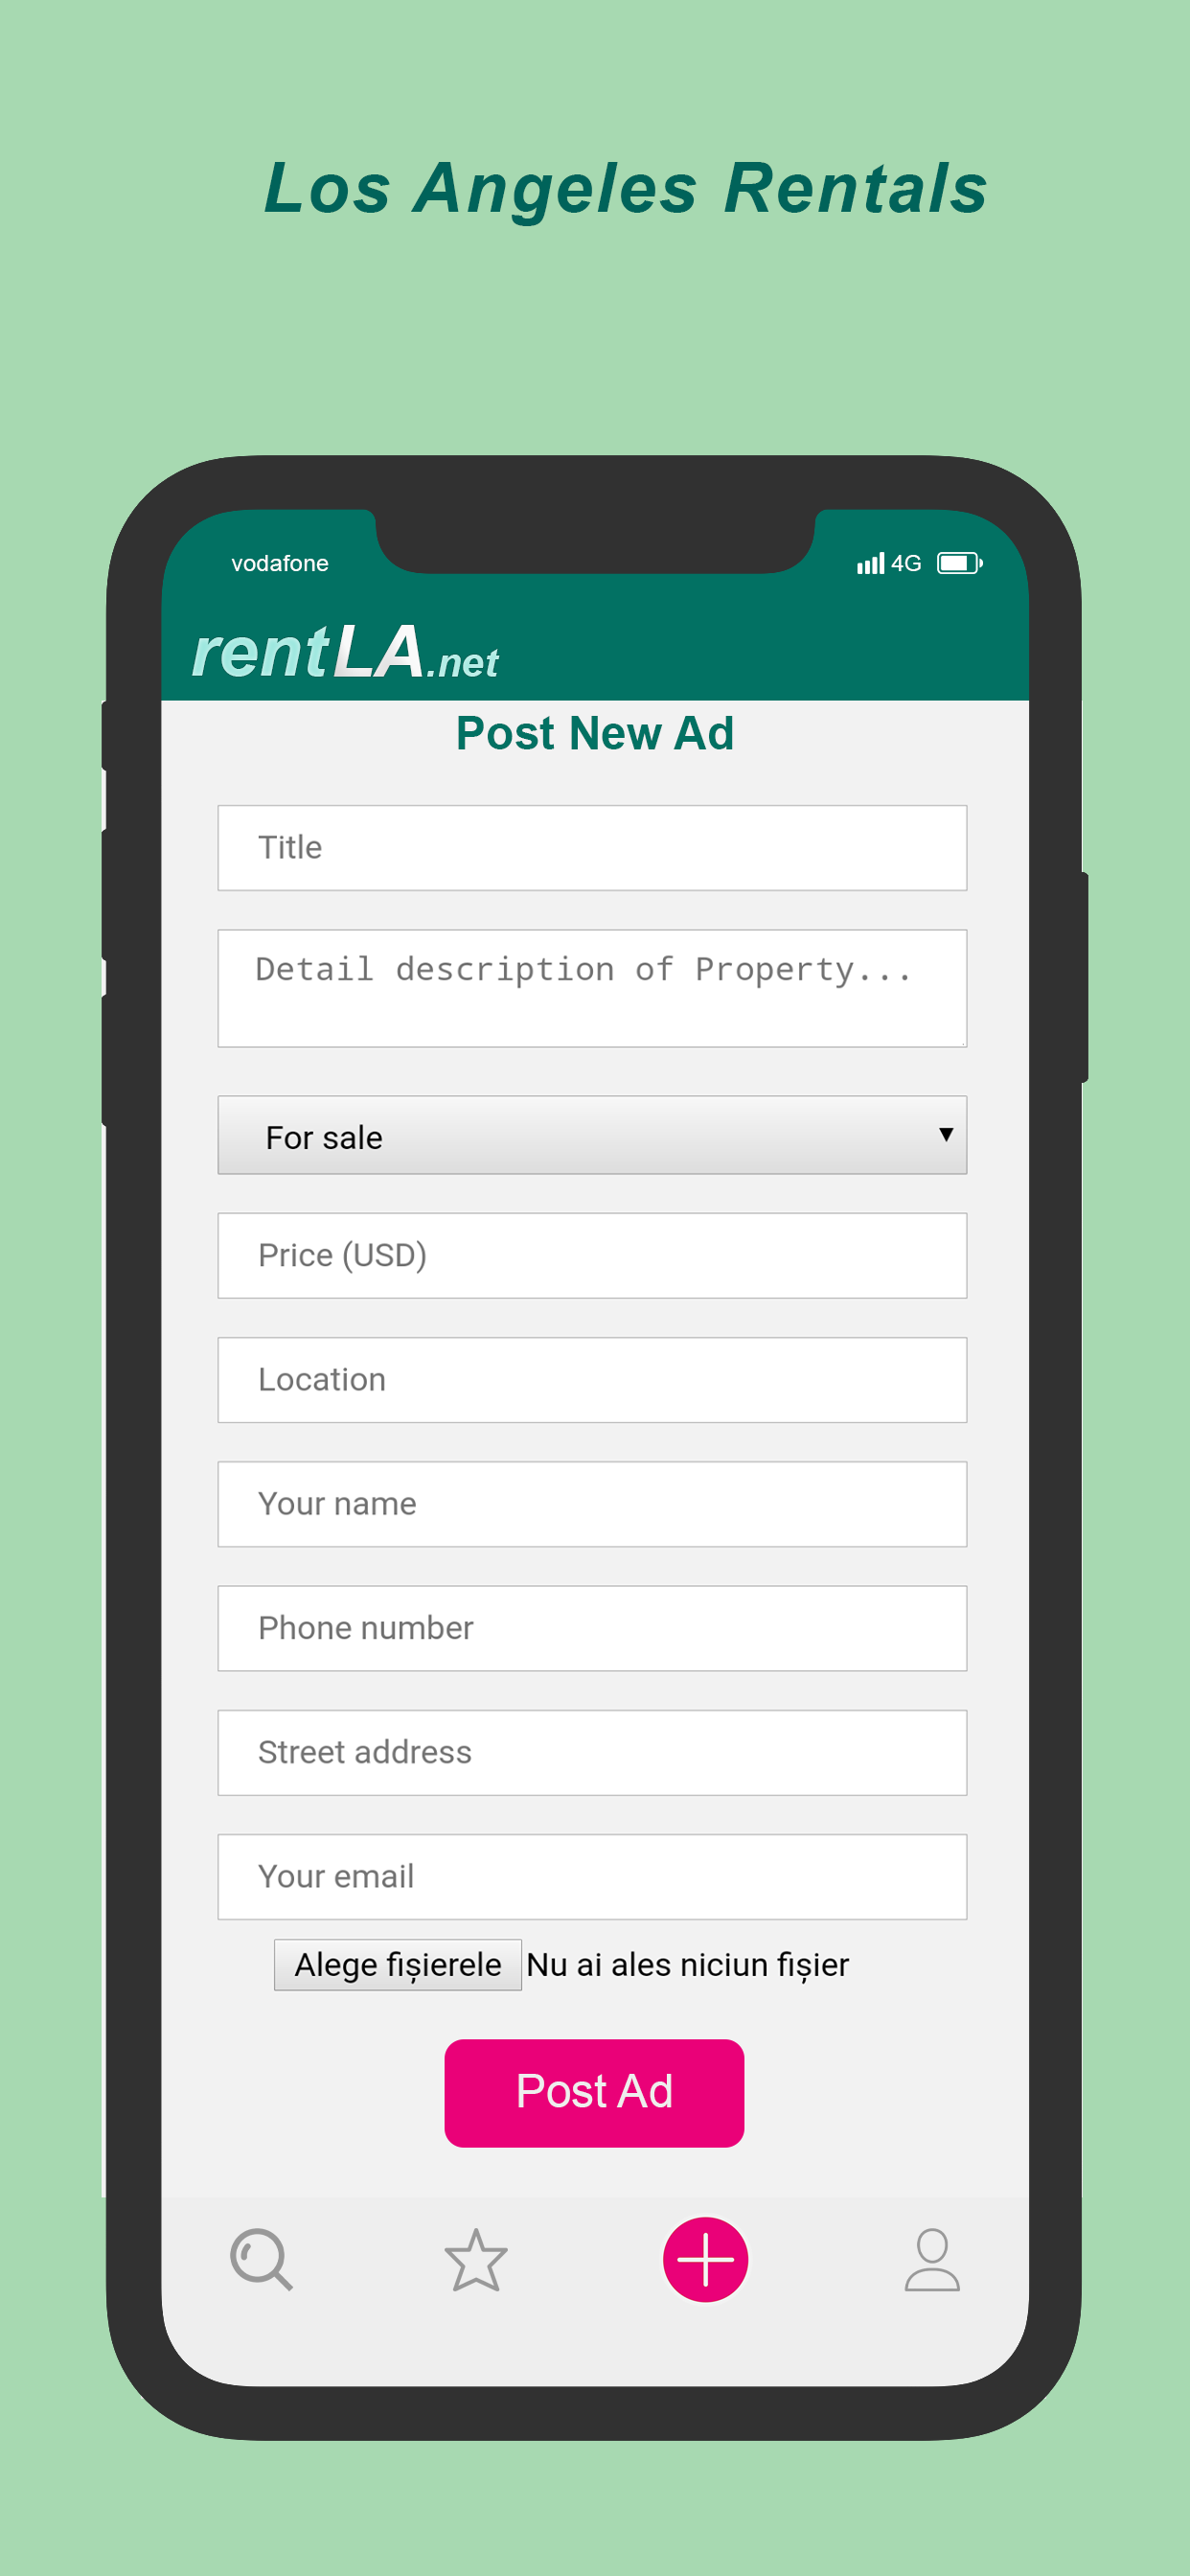 Los Angeles Rentals
vodafone 4G
rentLA.net
Post New Ad
Title
Detail description of Property...
For sale
Price (USD)
Location
Your name
Phone number
Street address
Your email
Alege fișierele Nu ai ales niciun fișier
Post Ad